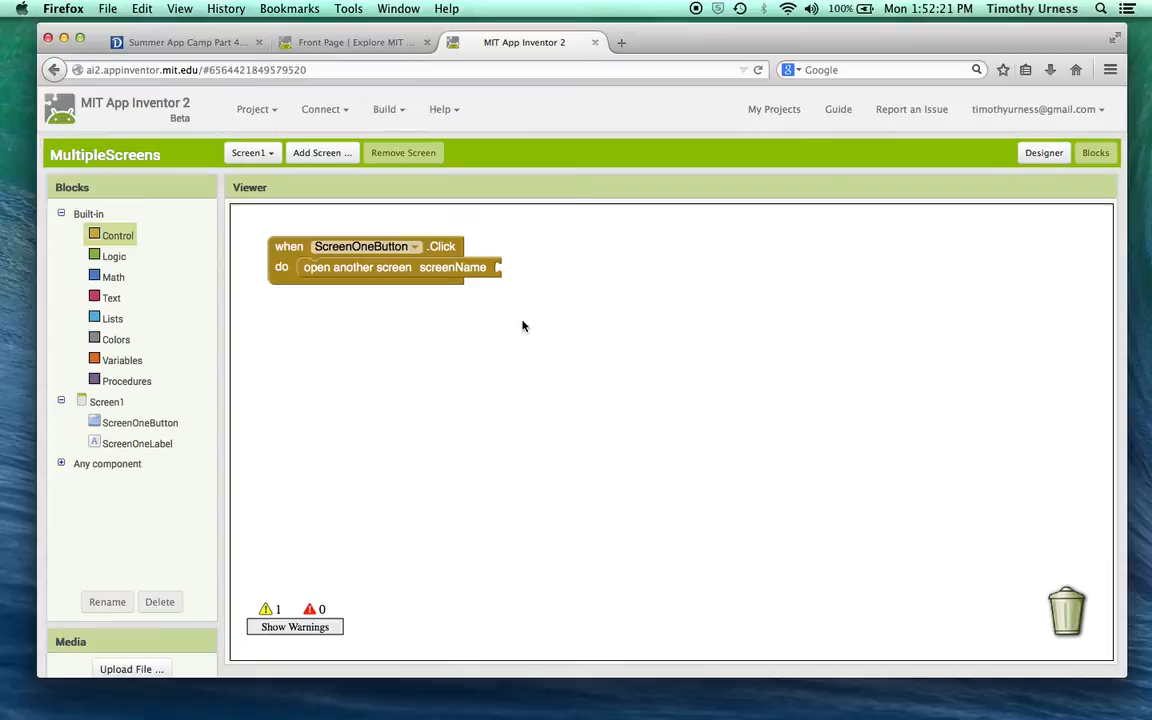 Firefox File Edit View History Bookmarks Tools Window Help 100% Mon 1:52:21 PM Timothy Urness
Summer App Camp Part 4... Front Page | Explore MIT ... MIT App Inventor 2
ai2.appinventor.mit.edu/#6564421849579520 Google
MIT App Inventor 2
Beta
Project Connect Build Help My Projects Guide Report an Issue timothyurness@gmail.com
MultipleScreens Screen1 Add Screen ... Remove Screen Designer Blocks
Blocks Viewer
Built-in
Control
Logic
Math
Text
Lists
Colors
Variables
Procedures
Screen1
ScreenOneButton
A ScreenOneLabel
Any component
Rename Delete
Media
Upload File ...
when ScreenOneButton .Click
do open another screen screenName
1 0
Show Warnings